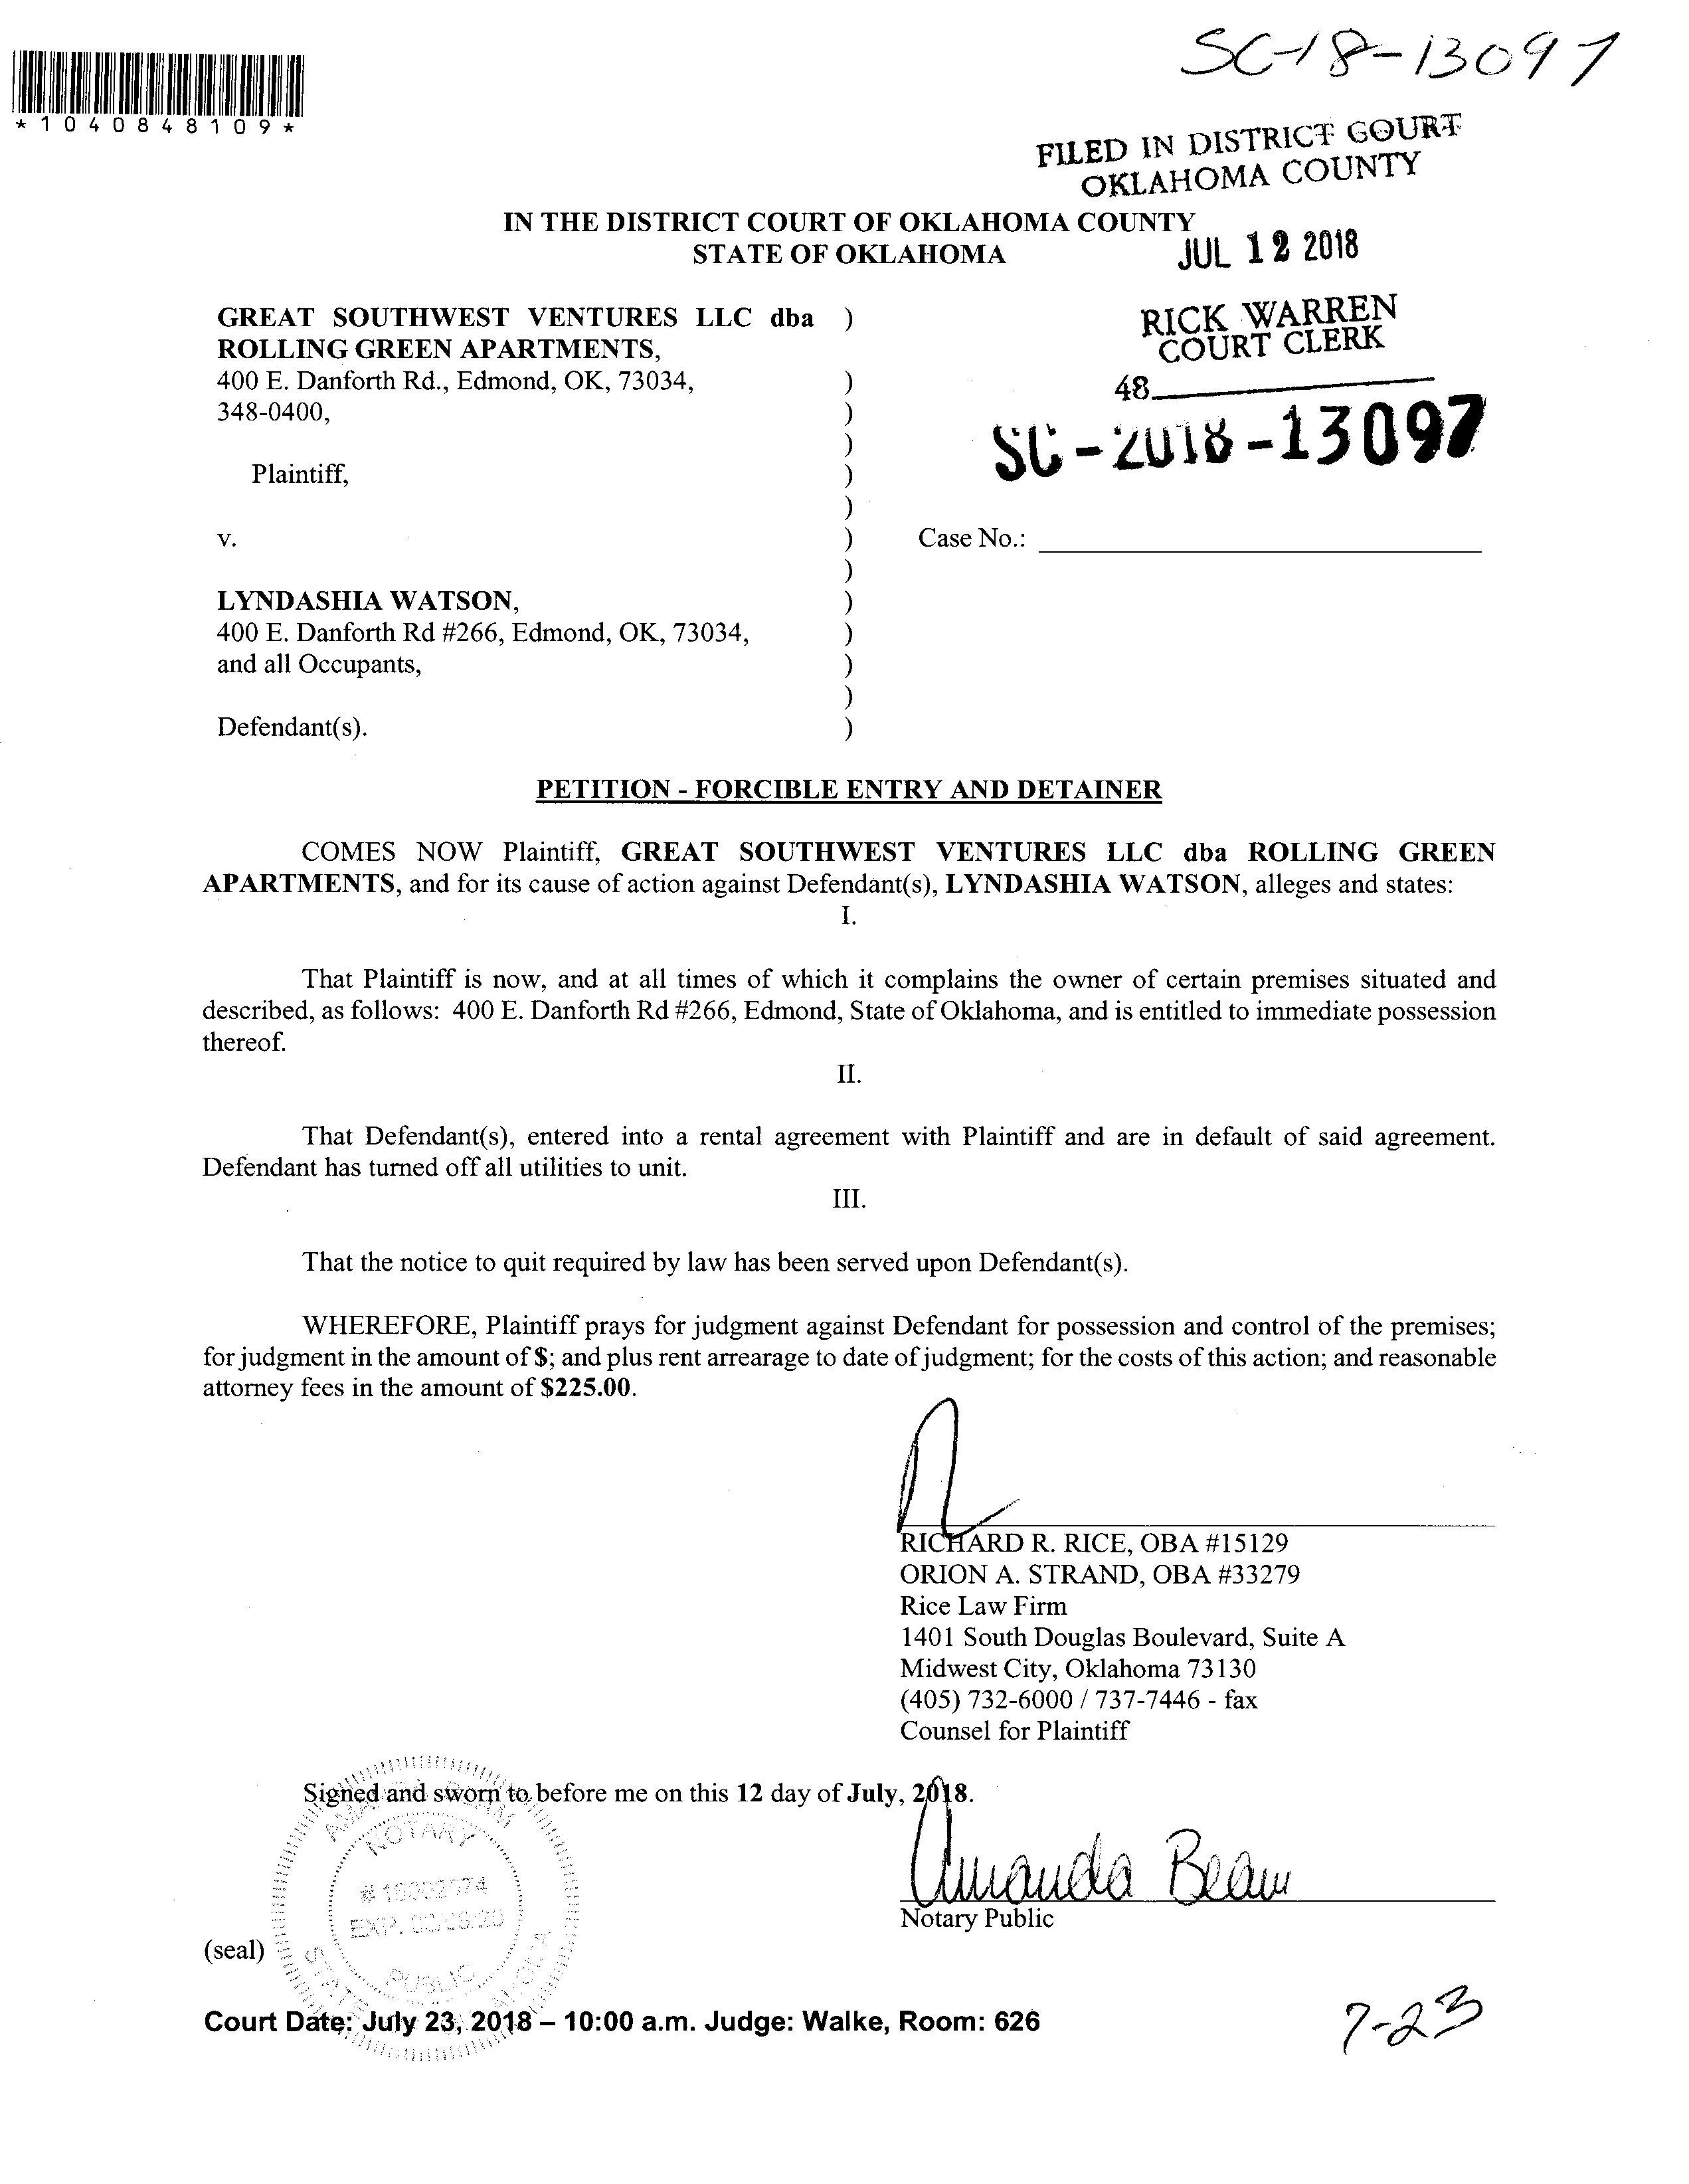 SC-18-13097
*1040848109*
FILED IN DISTRICT COURT
OKLAHOMA COUNTY
IN THE DISTRICT COURT OF OKLAHOMA COUNTY
STATE OF OKLAHOMA
JUL 12 2018
RICK WARREN
COURT CLERK
48
SC-2018-13097
GREAT SOUTHWEST VENTURES LLC dba )
ROLLING GREEN APARTMENTS,
400 E. Danforth Rd., Edmond, OK, 73034, )
348-0400, )
)
Plaintiff, )
)
v. ) Case No.:
)
LYNDASHIA WATSON, )
400 E. Danforth Rd #266, Edmond, OK, 73034, )
and all Occupants, )
)
Defendant(s). )
PETITION - FORCIBLE ENTRY AND DETAINER
COMES NOW Plaintiff, GREAT SOUTHWEST VENTURES LLC dba ROLLING GREEN
APARTMENTS, and for its cause of action against Defendant(s), LYNDASHIA WATSON, alleges and states:
I.
That Plaintiff is now, and at all times of which it complains the owner of certain premises situated and
described, as follows: 400 E. Danforth Rd #266, Edmond, State of Oklahoma, and is entitled to immediate possession
thereof.
II.
That Defendant(s), entered into a rental agreement with Plaintiff and are in default of said agreement.
Defendant has turned off all utilities to unit.
III.
That the notice to quit required by law has been served upon Defendant(s).
WHEREFORE, Plaintiff prays for judgment against Defendant for possession and control of the premises;
for judgment in the amount of $; and plus rent arrearage to date of judgment; for the costs of this action; and reasonable
attorney fees in the amount of $225.00.
RICHARD R. RICE, OBA #15129
ORION A. STRAND, OBA #33279
Rice Law Firm
1401 South Douglas Boulevard, Suite A
Midwest City, Oklahoma 73130
(405) 732-6000 / 737-7446 - fax
Counsel for Plaintiff
Signed and sworn to before me on this 12 day of July, 2018.
NOTARY
EXP.
PUBLIC
STATE
Amanda Beam
Notary Public
(seal)
Court Date: July 23, 2018 – 10:00 a.m. Judge: Walke, Room: 626
7-23